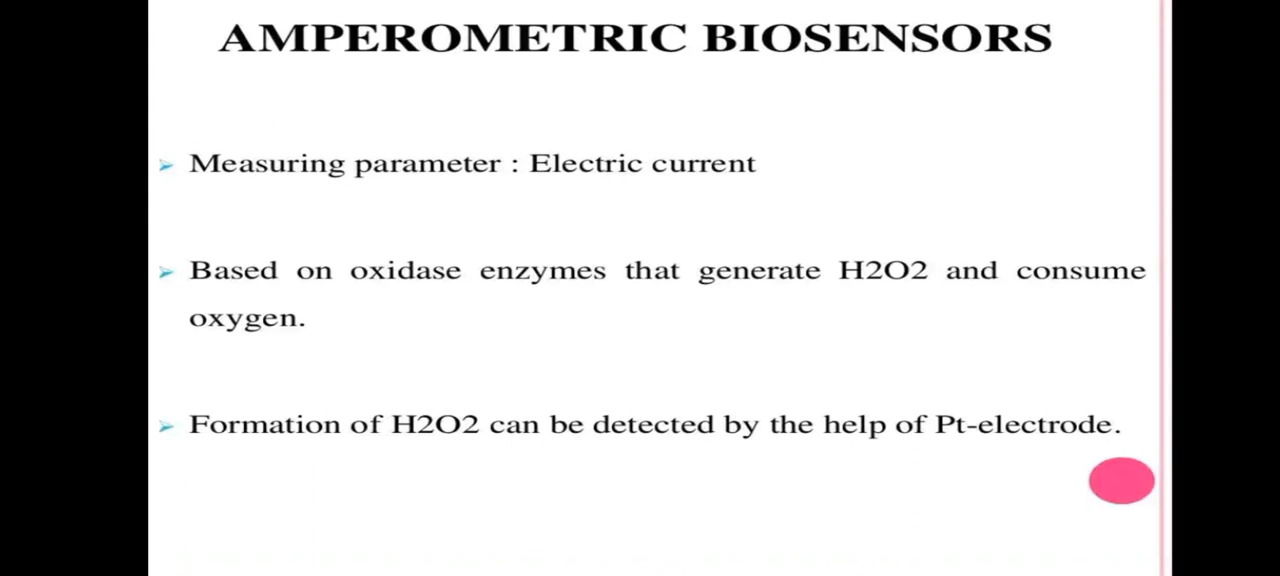 AMPEROMETRIC BIOSENSORS
Measuring parameter : Electric current
Based on oxidase enzymes that generate H2O2 and consume
oxygen.
Formation of H2O2 can be detected by the help of Pt-electrode.